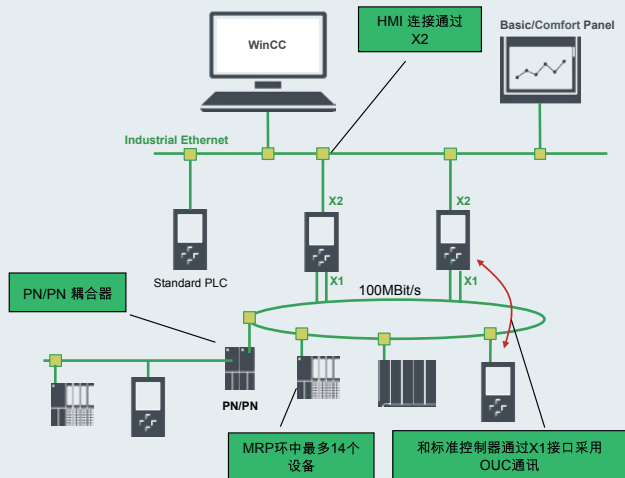 HMI 连接通过
X2
Basic/Comfort Panel
WinCC
Industrial Ethernet
X2
X2
Standard PLC
X1
X1
PN/PN 耦合器
100MBit/s
PN/PN
MRP环中最多14个
设备
和标准控制器通过X1接口采用
OUC通讯